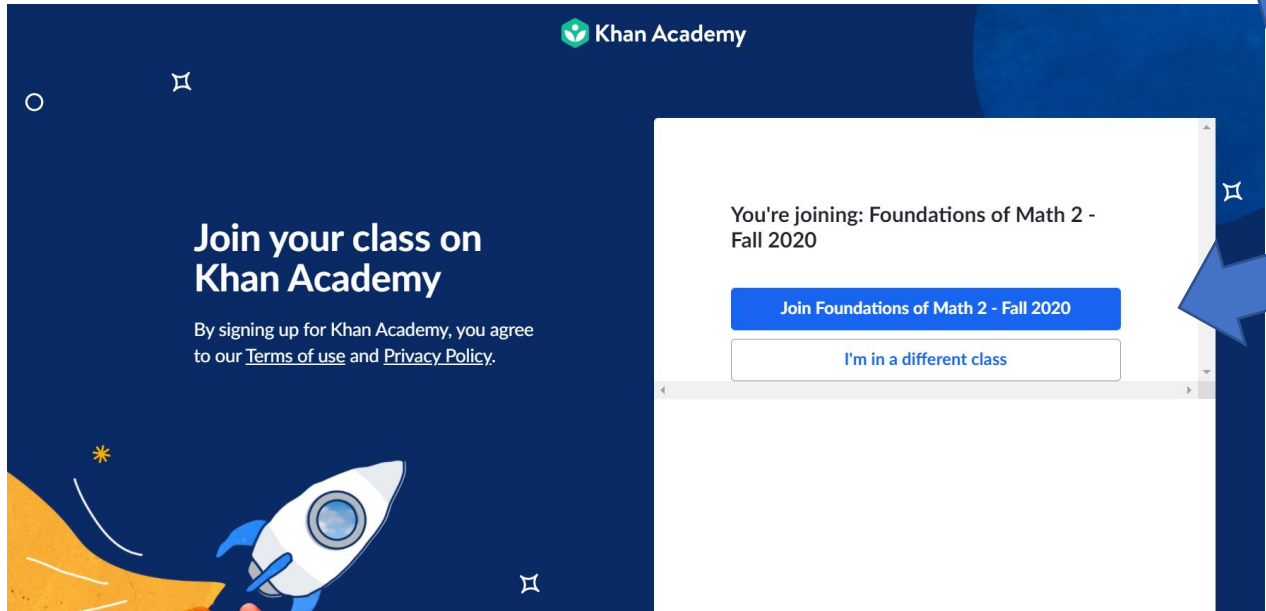 Khan Academy
Join your class on
Khan Academy
By signing up for Khan Academy, you agree
to our Terms of use and Privacy Policy.
You're joining: Foundations of Math 2 -
Fall 2020
Join Foundations of Math 2 - Fall 2020
I'm in a different class